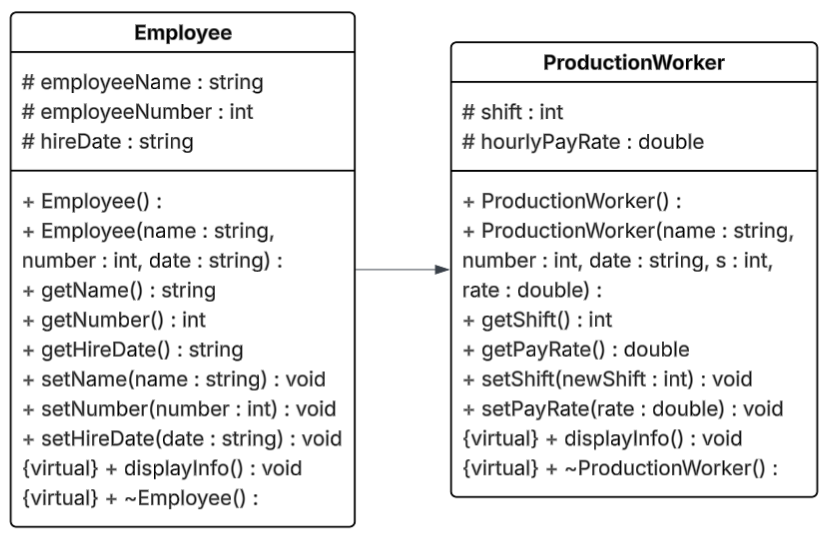 Employee
# employeeName : string
# employeeNumber : int
# hireDate : string
+ Employee() :
+ Employee(name : string,
number : int, date : string) :
+ getName() : string
+ getNumber() : int
+ getHireDate() : string
+ setName(name : string) : void
+ setNumber(number : int) : void
+ setHireDate(date : string) : void
{virtual} + displayInfo() : void
{virtual} + ~Employee() :
ProductionWorker
# shift : int
# hourlyPayRate : double
+ ProductionWorker() :
+ ProductionWorker(name : string,
number : int, date : string, s : int,
rate : double) :
+ getShift() : int
+ getPayRate() : double
+ setShift(newShift : int) : void
+ setPayRate(rate : double) : void
{virtual} + displayInfo() : void
{virtual} + ~ProductionWorker() :